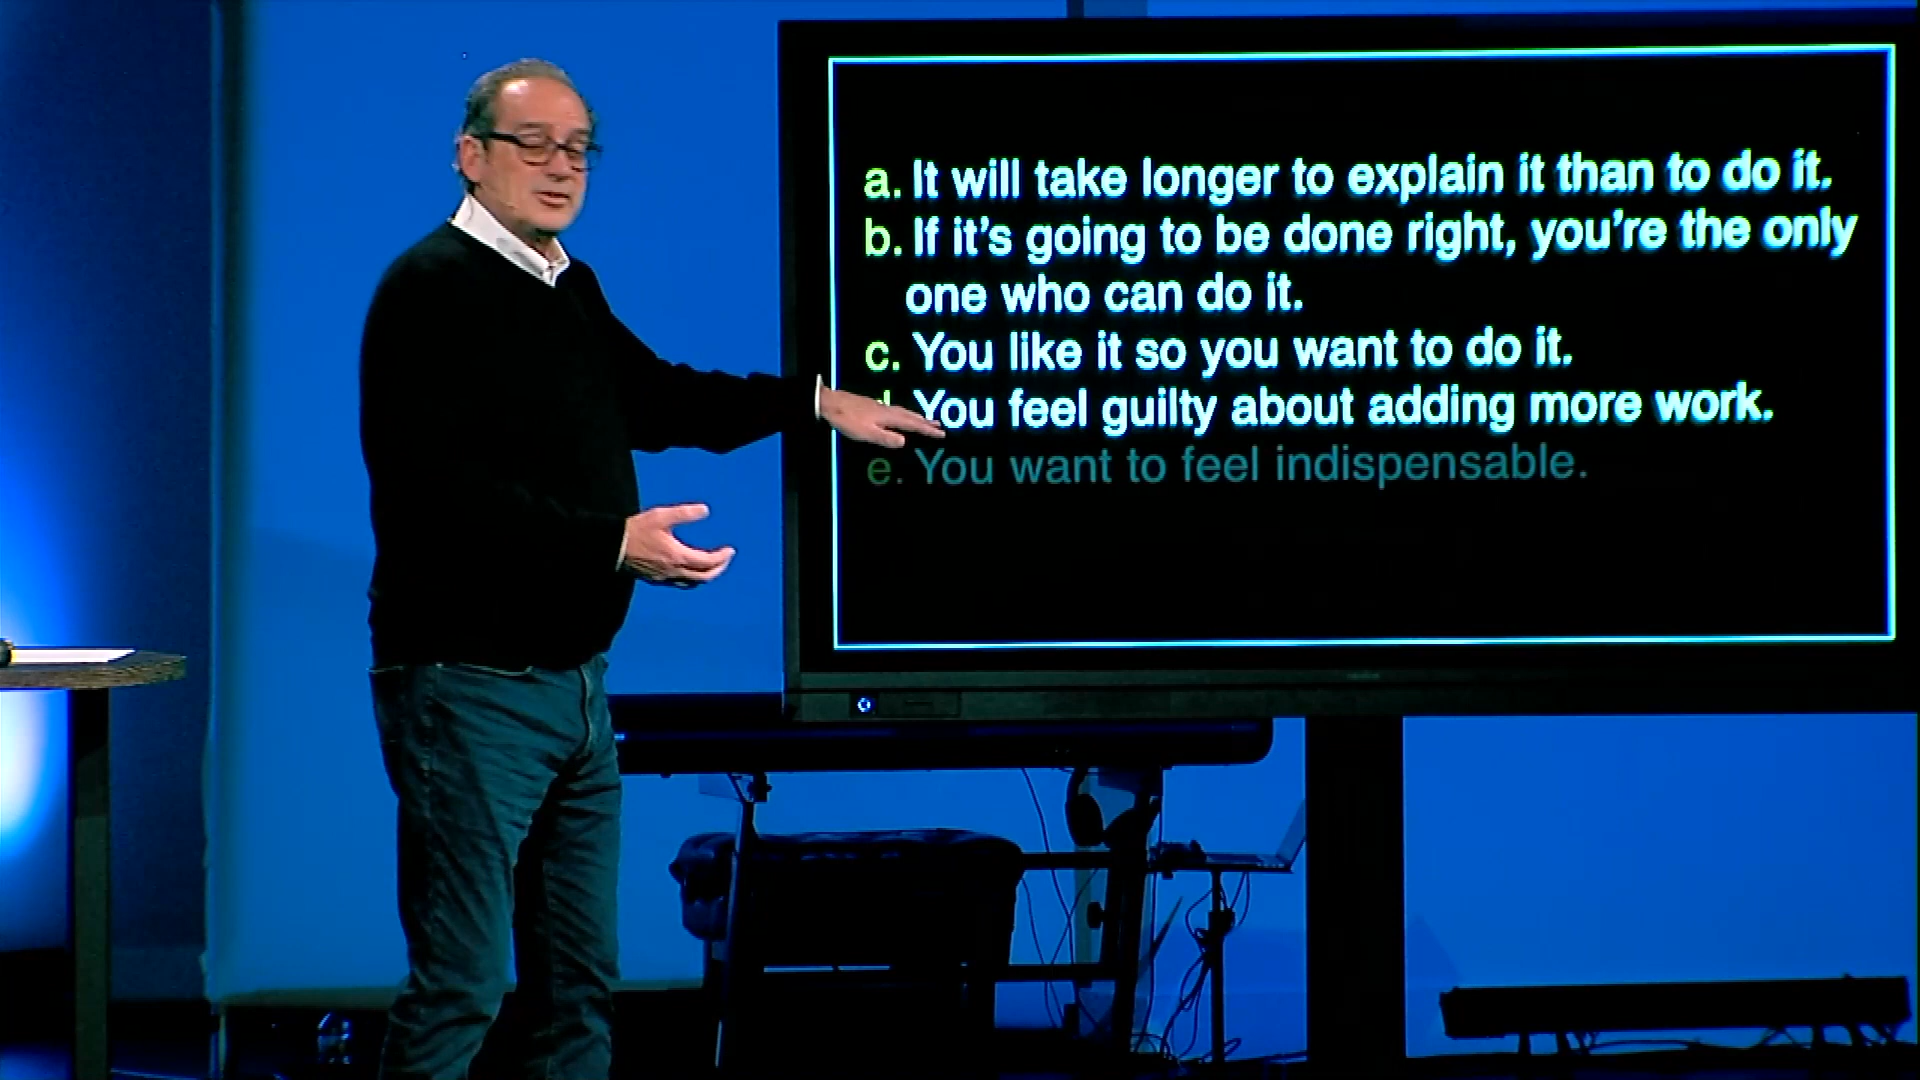 a. It will take longer to explain it than to do it.
b. If it's going to be done right, you're the only
one who can do it.
c. You like it so you want to do it.
d. You feel guilty about adding more work.
e. You want to feel indispensable.